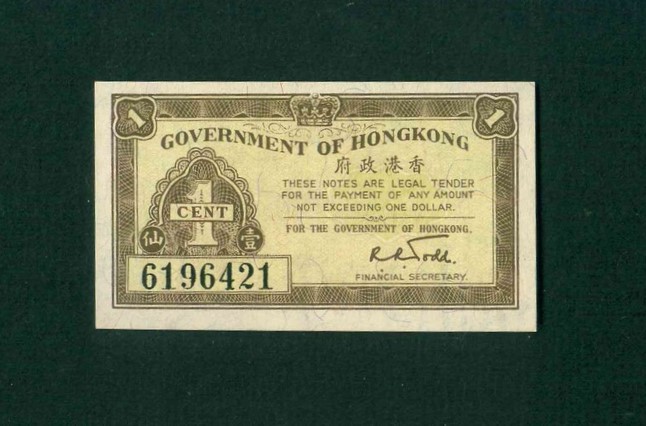 1 1
GOVERNMENT OF HONGKONG
府政港香
THESE NOTES ARE LEGAL TENDER
FOR THE PAYMENT OF ANY AMOUNT
NOT EXCEEDING ONE DOLLAR.
1
CENT
仙 壹
FOR THE GOVERNMENT OF HONGKONG.
R.R. Todd.
FINANCIAL SECRETARY.
6196421